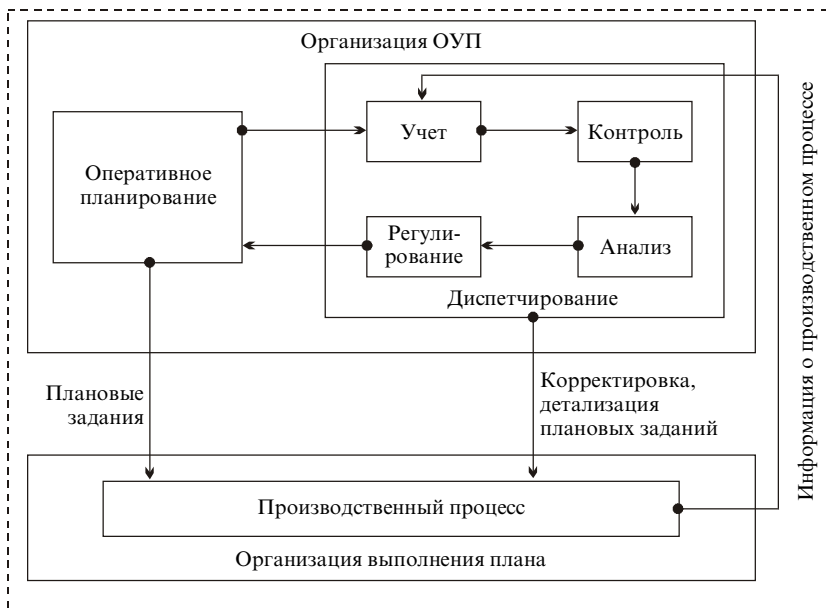 Организация ОУП
Учет
Контроль
Оперативное
планирование
Регули-
рование
Анализ
Диспетчирование
Информация о производственном процессе
Плановые
задания
Корректировка,
детализация
плановых заданий
Производственный процесс
Организация выполнения плана